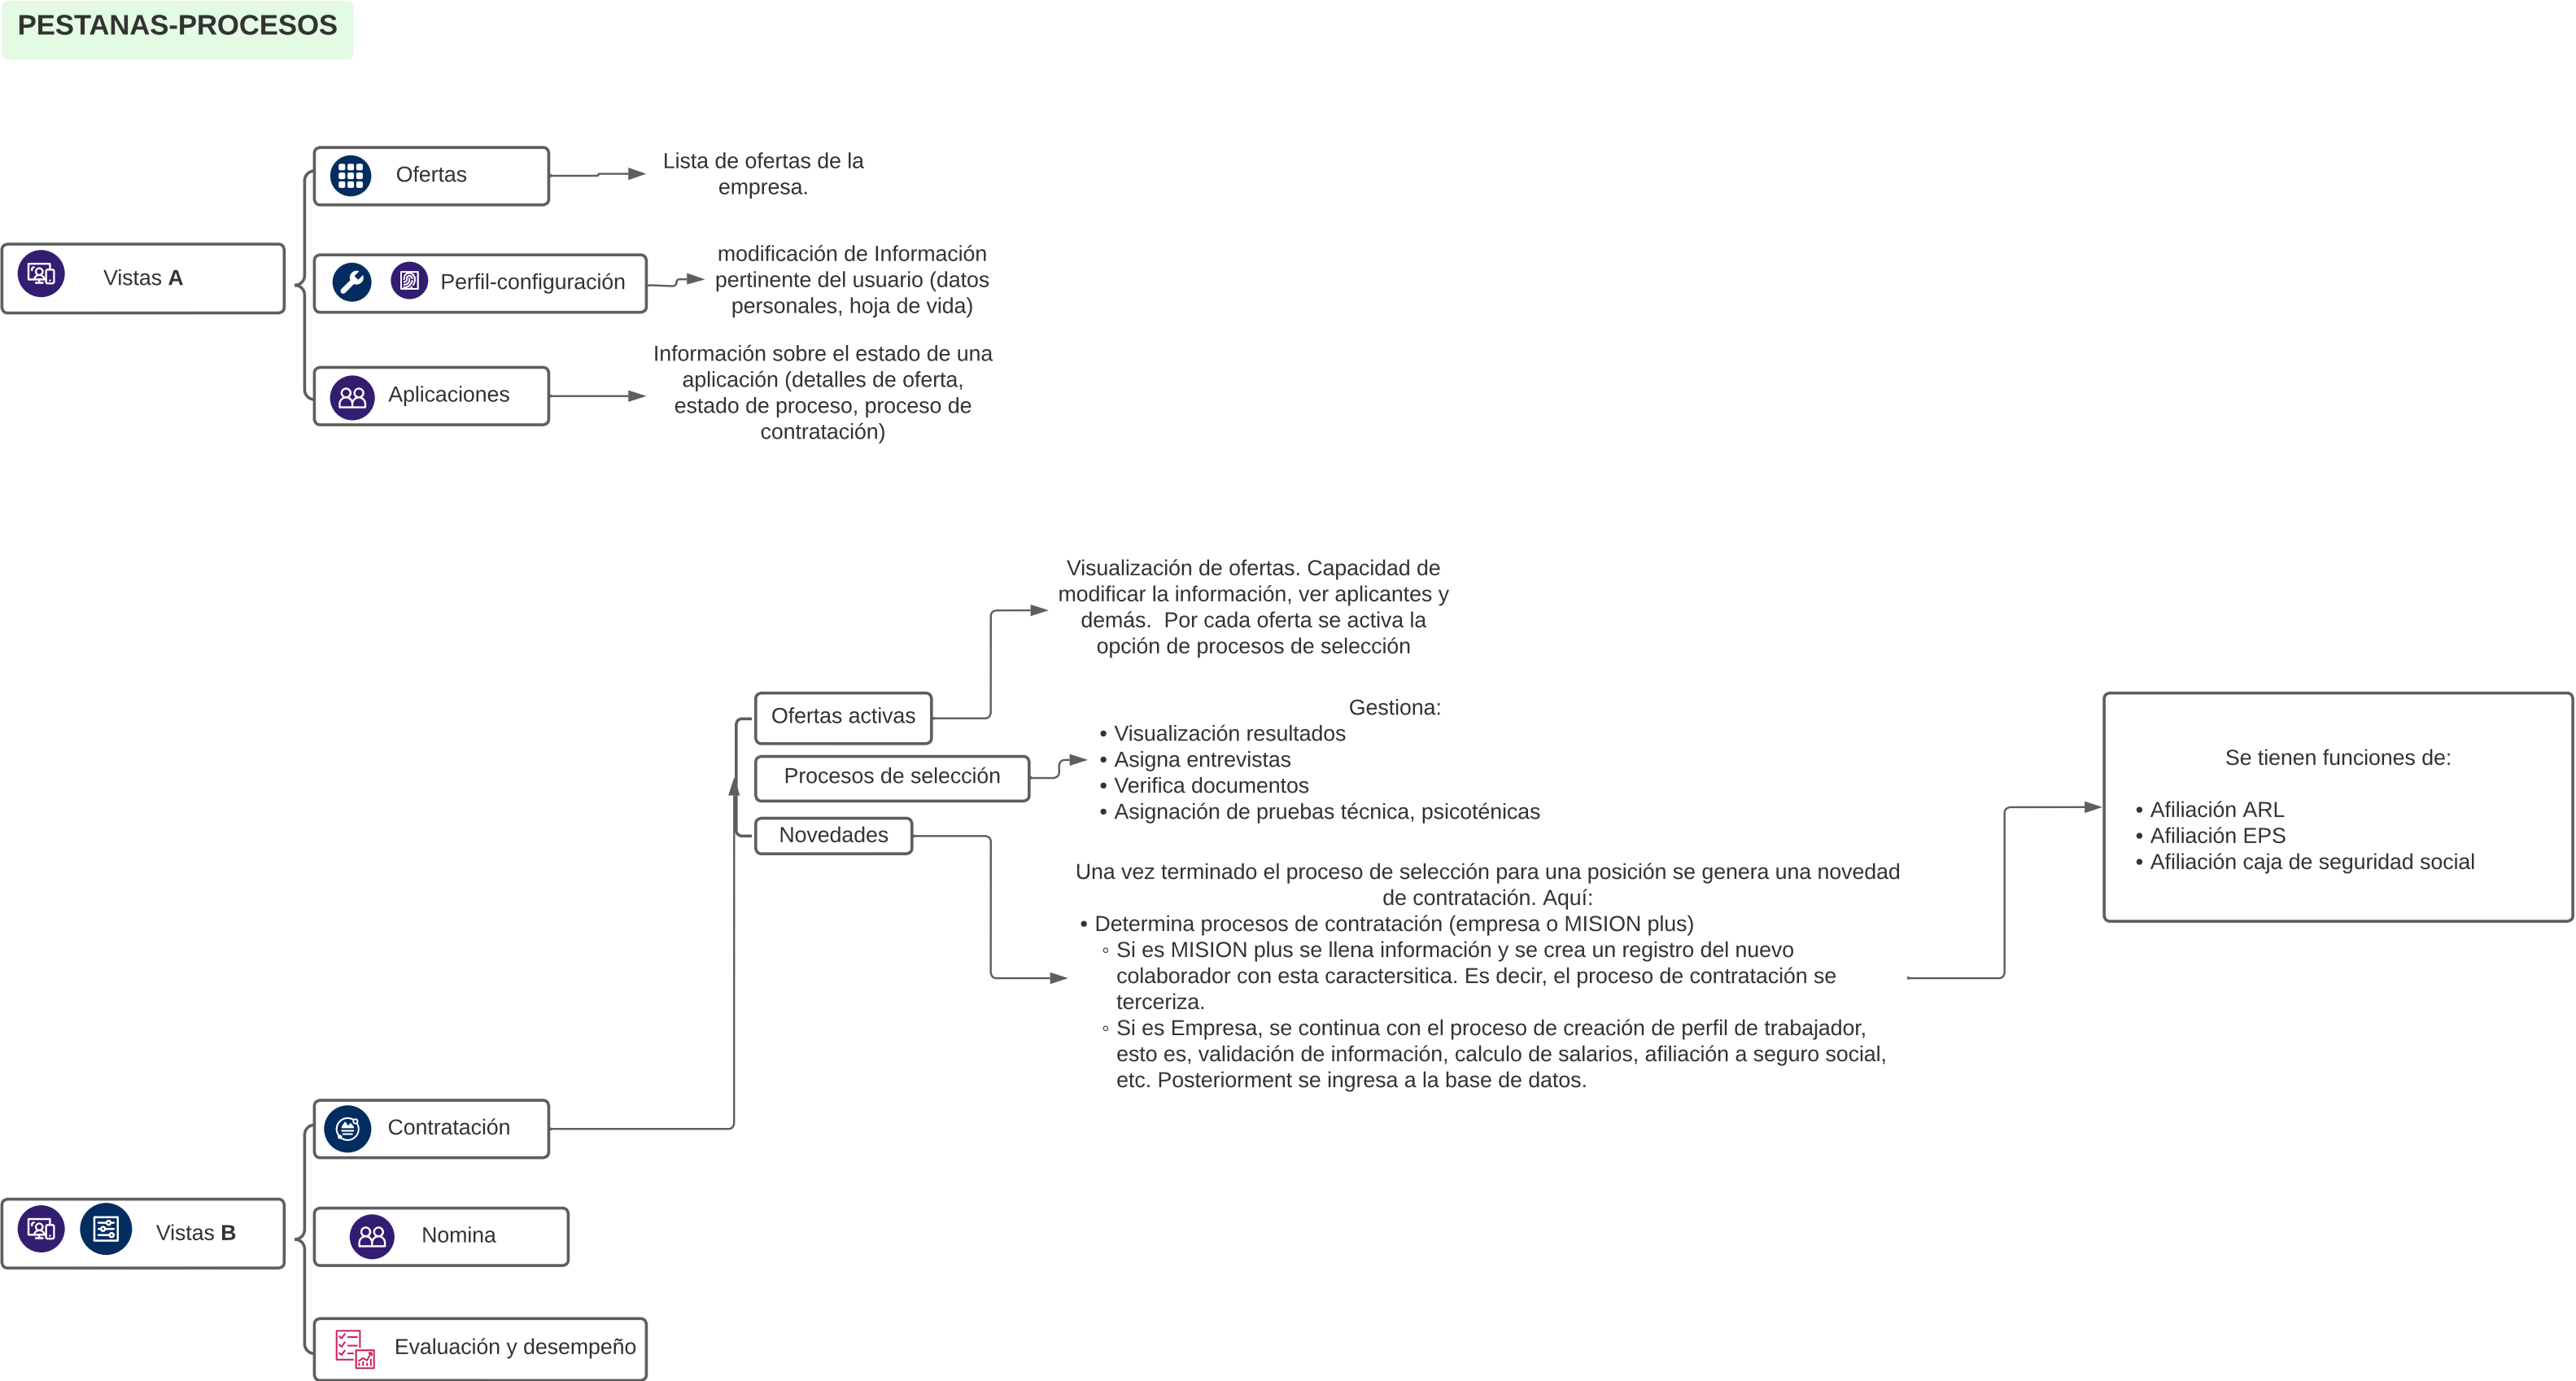 PESTANAS-PROCESOS
Ofertas
Lista de ofertas de la
empresa.
Vistas A
Perfil-configuración
modificación de Información
pertinente del usuario (datos
personales, hoja de vida)
Aplicaciones
Información sobre el estado de una
aplicación (detalles de oferta,
estado de proceso, proceso de
contratación)
Visualización de ofertas. Capacidad de
modificar la información, ver aplicantes y
demás.  Por cada oferta se activa la
opción de procesos de selección
Ofertas activas
Procesos de selección
Novedades
Gestiona:
• Visualización resultados
• Asigna entrevistas
• Verifica documentos
• Asignación de pruebas técnica, psicoténicas
Una vez terminado el proceso de selección para una posición se genera una novedad
de contratación. Aquí:
• Determina procesos de contratación (empresa o MISION plus)
◦ Si es MISION plus se llena información y se crea un registro del nuevo
colaborador con esta caractersitica. Es decir, el proceso de contratación se
terceriza.
◦ Si es Empresa, se continua con el proceso de creación de perfil de trabajador,
esto es, validación de información, calculo de salarios, afiliación a seguro social,
etc. Posteriorment se ingresa a la base de datos.
Se tienen funciones de:
• Afiliación ARL
• Afiliación EPS
• Afiliación caja de seguridad social
Contratación
Vistas B
Nomina
Evaluación y desempeño